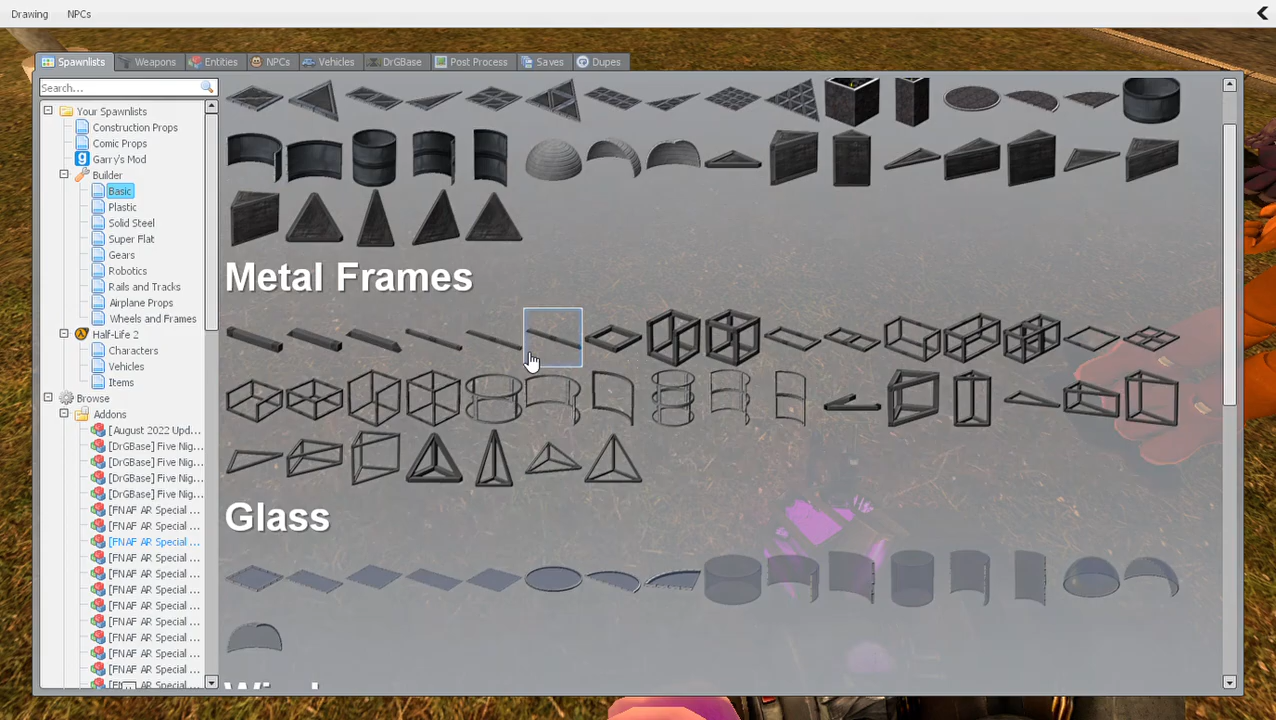 Drawing NPCs
Spawnlists Weapons Entities NPCs Vehicles DrGBase Post Process Saves Dupes
Search...
Your Spawnlists
Construction Props
Comic Props
Garry's Mod
Builder
Basic
Plastic
Solid Steel
Super Flat
Gears
Robotics
Rails and Tracks
Airplane Props
Wheels and Frames
Half-Life 2
Characters
Vehicles
Items
Browse
Addons
[August 2022 Upd...
[DrGBase] Five Nig...
[DrGBase] Five Nig...
[DrGBase] Five Nig...
[DrGBase] Five Nig...
[FNAF AR Special ...
[FNAF AR Special ...
[FNAF AR Special ...
[FNAF AR Special ...
[FNAF AR Special ...
[FNAF AR Special ...
[FNAF AR Special ...
[FNAF AR Special ...
[FNAF AR Special ...
[FNAF AR Special ...
[FNAF AR Special ...
Metal Frames
Glass